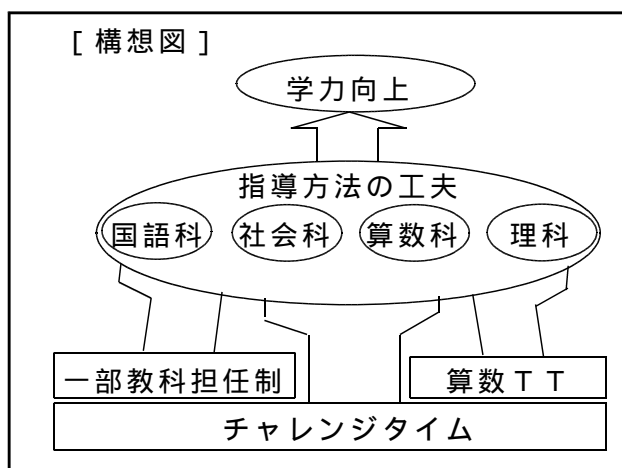 [構想図]
学力向上
指導方法の工夫
国語科 社会科 算数科 理科
一部教科担任制 算数TT
チャレンジタイム